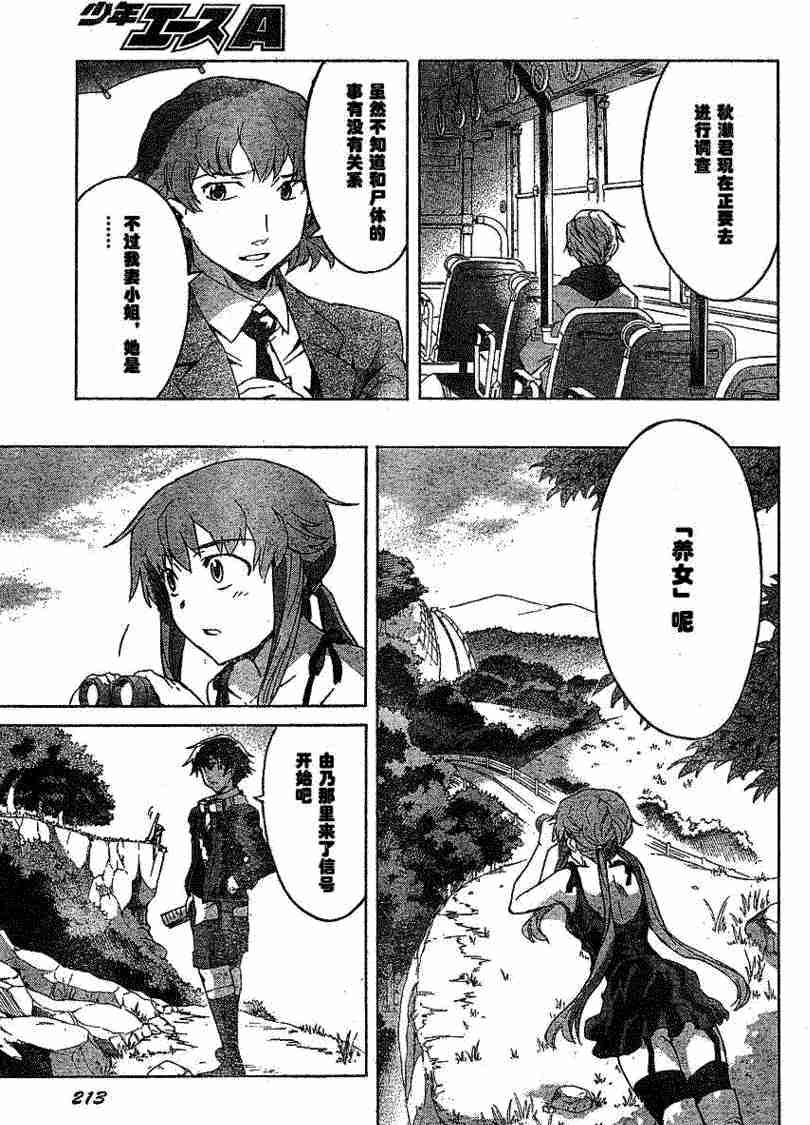 少年エースA
秋濑君现在正要去
进行调查
虽然不知道和尸体的
事有没有关系
不过我妻小姐，她是
……
「养女」呢
由乃那里来了信号
开始吧
213